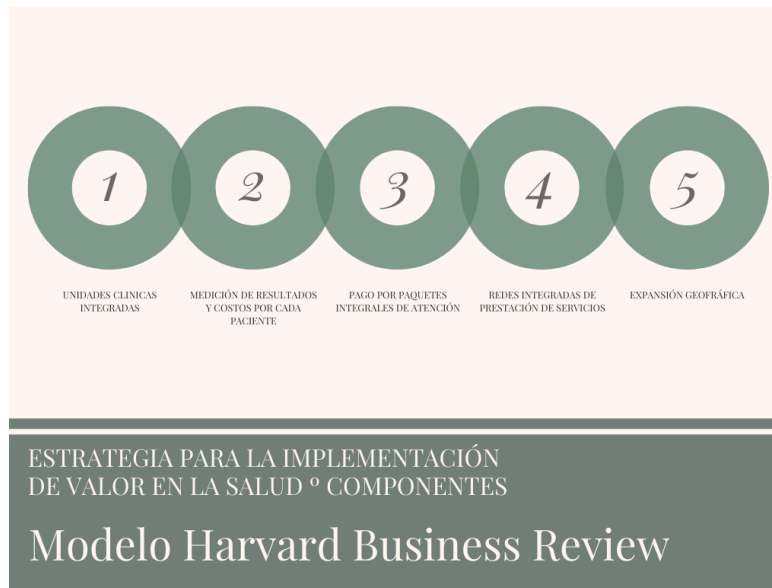 1
2
3
4
5
UNIDADES CLINICAS
INTEGRADAS
MEDICIÓN DE RESULTADOS
Y COSTOS POR CADA
PACIENTE
PAGO POR PAQUETES
INTEGRALES DE ATENCIÓN
REDES INTEGRADAS DE
PRESTACIÓN DE SERVICIOS
EXPANSIÓN GEOFRÁFICA
ESTRATEGIA PARA LA IMPLEMENTACIÓN
DE VALOR EN LA SALUD º COMPONENTES
Modelo Harvard Business Review